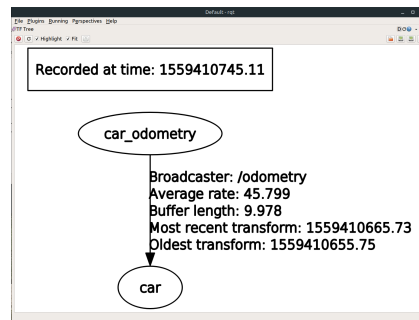 Default - rqt
File Plugins Running Perspectives Help
TF Tree
Highlight Fit
Recorded at time: 1559410745.11
car_odometry
Broadcaster: /odometry
Average rate: 45.799
Buffer length: 9.978
Most recent transform: 1559410665.73
Oldest transform: 1559410655.75
car